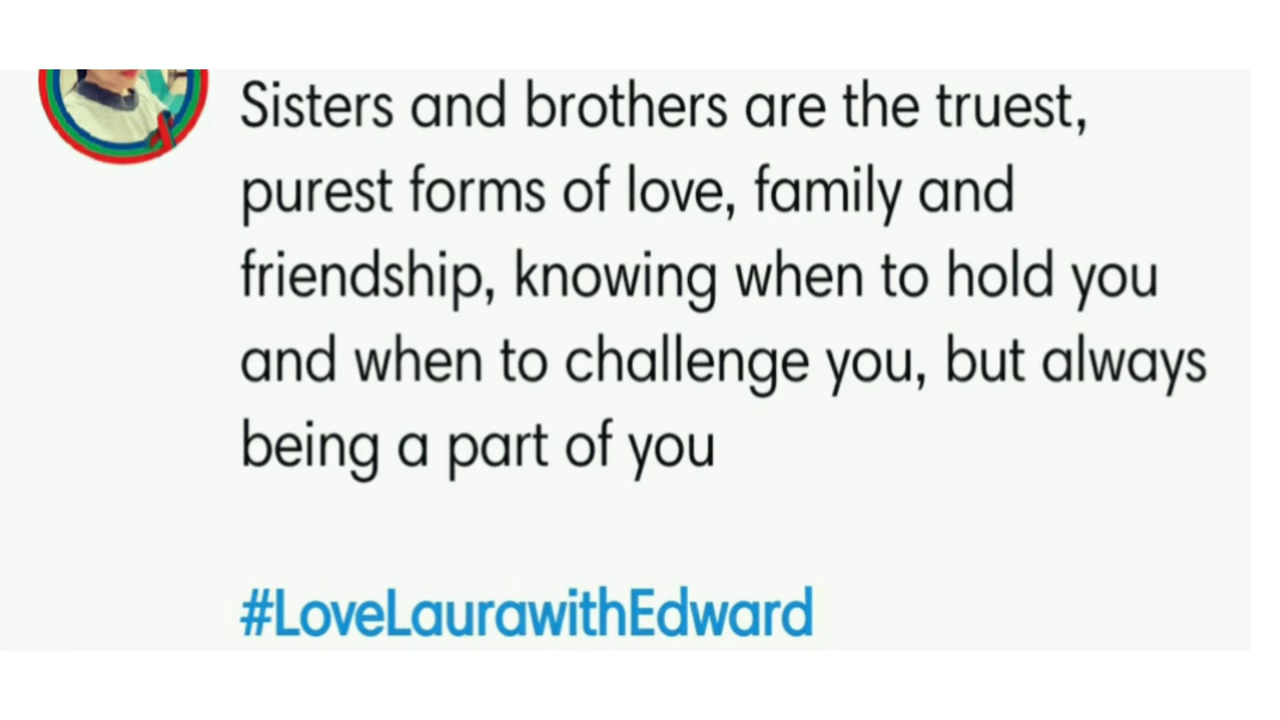 Sisters and brothers are the truest,
purest forms of love, family and
friendship, knowing when to hold you
and when to challenge you, but always
being a part of you
#LoveLaurawithEdward